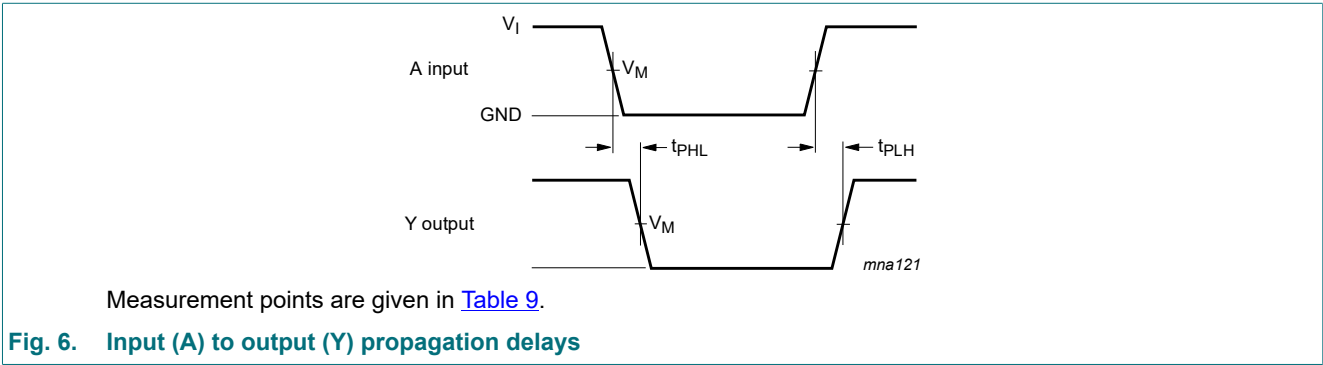 VI
A input
VM
GND
tPHL
tPLH
Y output
VM
mna121
Measurement points are given in Table 9.
Fig. 6. Input (A) to output (Y) propagation delays